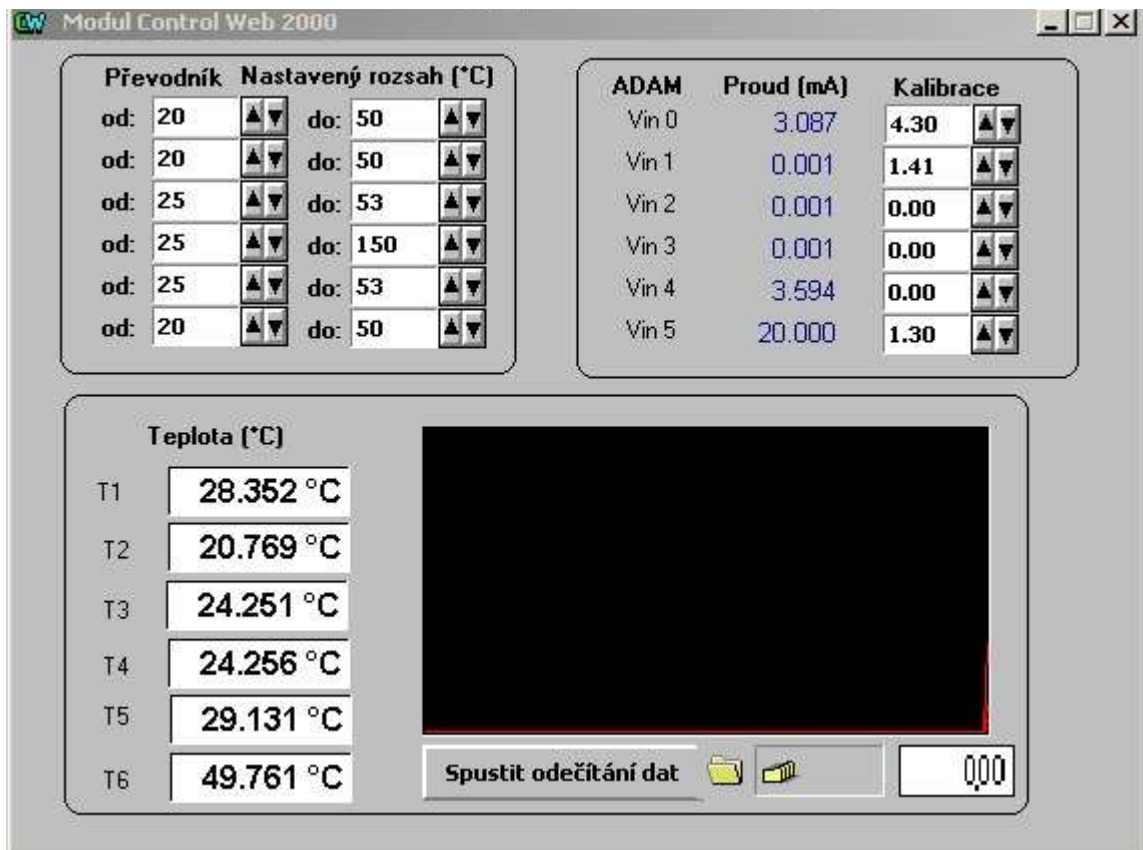 CW Modul Control Web 2000
Převodník Nastavený rozsah (°C)
od: 20 do: 50
od: 20 do: 50
od: 25 do: 53
od: 25 do: 150
od: 25 do: 53
od: 20 do: 50
ADAM Proud (mA) Kalibrace
Vin 0 3.087 4.30
Vin 1 0.001 1.41
Vin 2 0.001 0.00
Vin 3 0.001 0.00
Vin 4 3.594 0.00
Vin 5 20.000 1.30
Teplota (°C)
T1 28.352 °C
T2 20.769 °C
T3 24.251 °C
T4 24.256 °C
T5 29.131 °C
T6 49.761 °C
Spustit odečítání dat 0,00